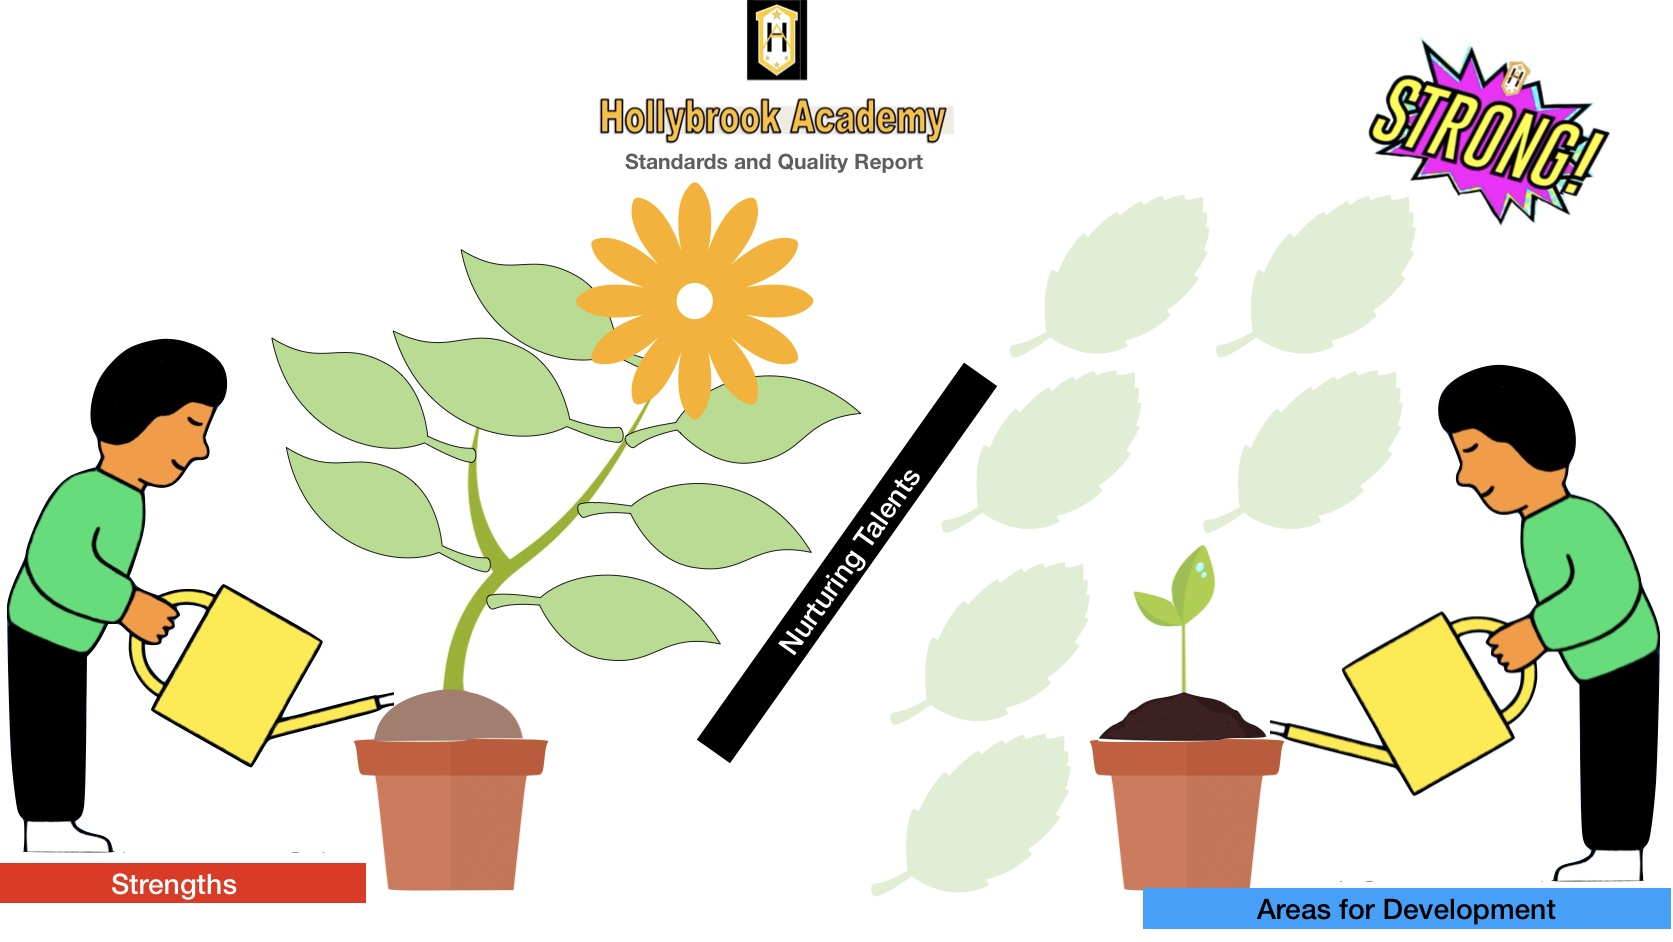 H
Hollybrook Academy
Standards and Quality Report
H
STRONG!
Nurturing Talents
Strengths
Areas for Development